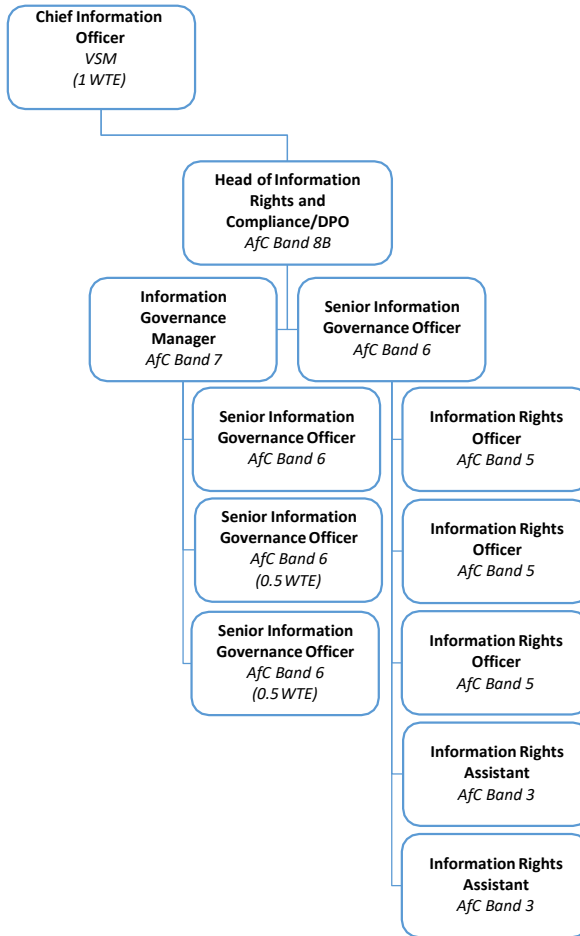 Chief Information
Officer
VSM
(1 WTE)
Head of Information
Rights and
Compliance/DPO
AfC Band 8B
Information
Governance
Manager
AfC Band 7
Senior Information
Governance Officer
AfC Band 6
Senior Information
Governance Officer
AfC Band 6
Senior Information
Governance Officer
AfC Band 6
(0.5 WTE)
Senior Information
Governance Officer
AfC Band 6
(0.5 WTE)
Information Rights
Officer
AfC Band 5
Information Rights
Officer
AfC Band 5
Information Rights
Officer
AfC Band 5
Information Rights
Assistant
AfC Band 3
Information Rights
Assistant
AfC Band 3